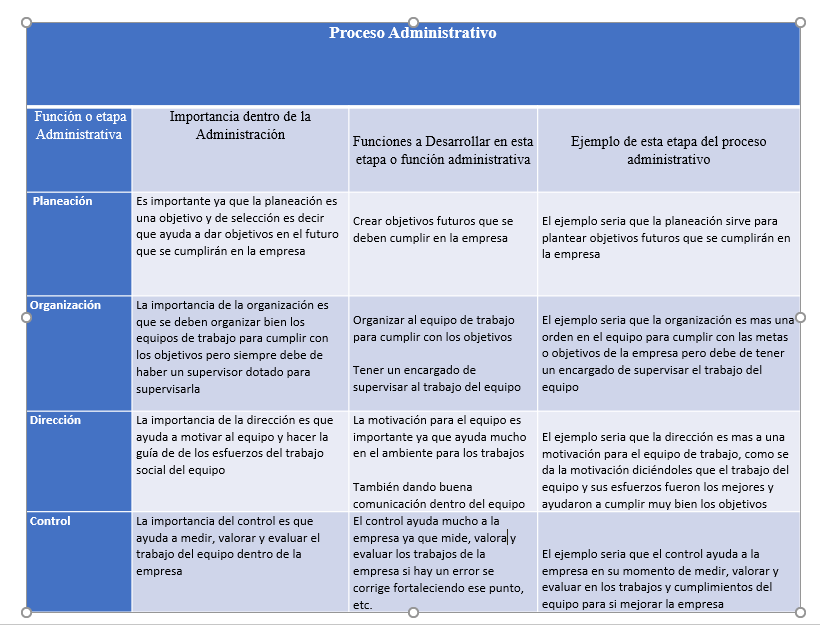 Proceso Administrativo
Función o etapa
Administrativa
Importancia dentro de la
Administración
Funciones a Desarrollar en esta
etapa o función administrativa
Ejemplo de esta etapa del proceso
administrativo
Planeación
Es importante ya que la planeación es
una objetivo y de selección es decir
que ayuda a dar objetivos en el futuro
que se cumplirán en la empresa
Crear objetivos futuros que se
deben cumplir en la empresa
El ejemplo seria que la planeación sirve para
plantear objetivos futuros que se cumplirán en
la empresa
Organización
La importancia de la organización es
que se deben organizar bien los
equipos de trabajo para cumplir con
los objetivos pero siempre debe de
haber un supervisor dotado para
supervisarla
Organizar al equipo de trabajo
para cumplir con los objetivos
Tener un encargado de
supervisar al trabajo del equipo
El ejemplo seria que la organización es mas una
orden en el equipo para cumplir con las metas
o objetivos de la empresa pero debe de tener
un encargado de supervisar el trabajo del
equipo
Dirección
La importancia de la dirección es que
ayuda a motivar al equipo y hacer la
guía de de los esfuerzos del trabajo
social del equipo
La motivación para el equipo es
importante ya que ayuda mucho
en el ambiente para los trabajos
También dando buena
comunicación dentro del equipo
El ejemplo seria que la dirección es mas a una
motivación para el equipo de trabajo, como se
da la motivación diciéndoles que el trabajo del
equipo y sus esfuerzos fueron los mejores y
ayudaron a cumplir muy bien los objetivos
Control
La importancia del control es que
ayuda a medir, valorar y evaluar el
trabajo del equipo dentro de la
empresa
El control ayuda mucho a la
empresa ya que mide, valora y
evaluar los trabajos de la
empresa si hay un error se
corrige fortaleciendo ese punto,
etc.
El ejemplo seria que el control ayuda a la
empresa en su momento de medir, valorar y
evaluar en los trabajos y cumplimientos del
equipo para si mejorar la empresa